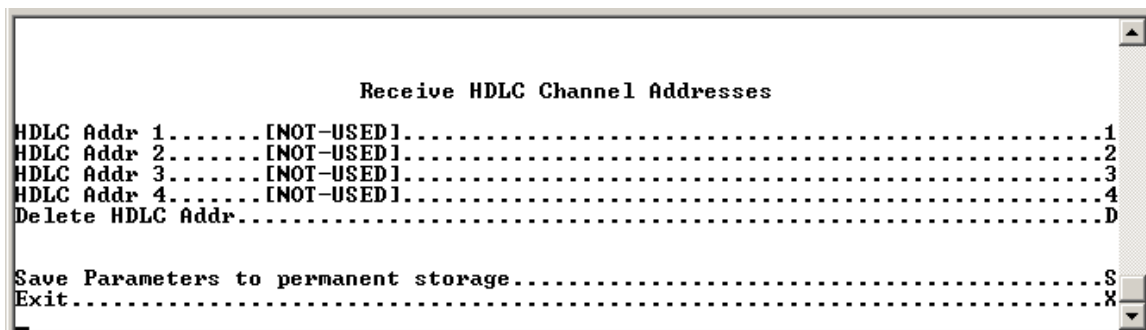 Receive HDLC Channel Addresses
HDLC Addr 1.......[NOT-USED]......................................................................1
HDLC Addr 2.......[NOT-USED]......................................................................2
HDLC Addr 3.......[NOT-USED]......................................................................3
HDLC Addr 4.......[NOT-USED]......................................................................4
Delete HDLC Addr......................................................................................D
Save Parameters to permanent storage...........................................................S
Exit.......................................................................................................X